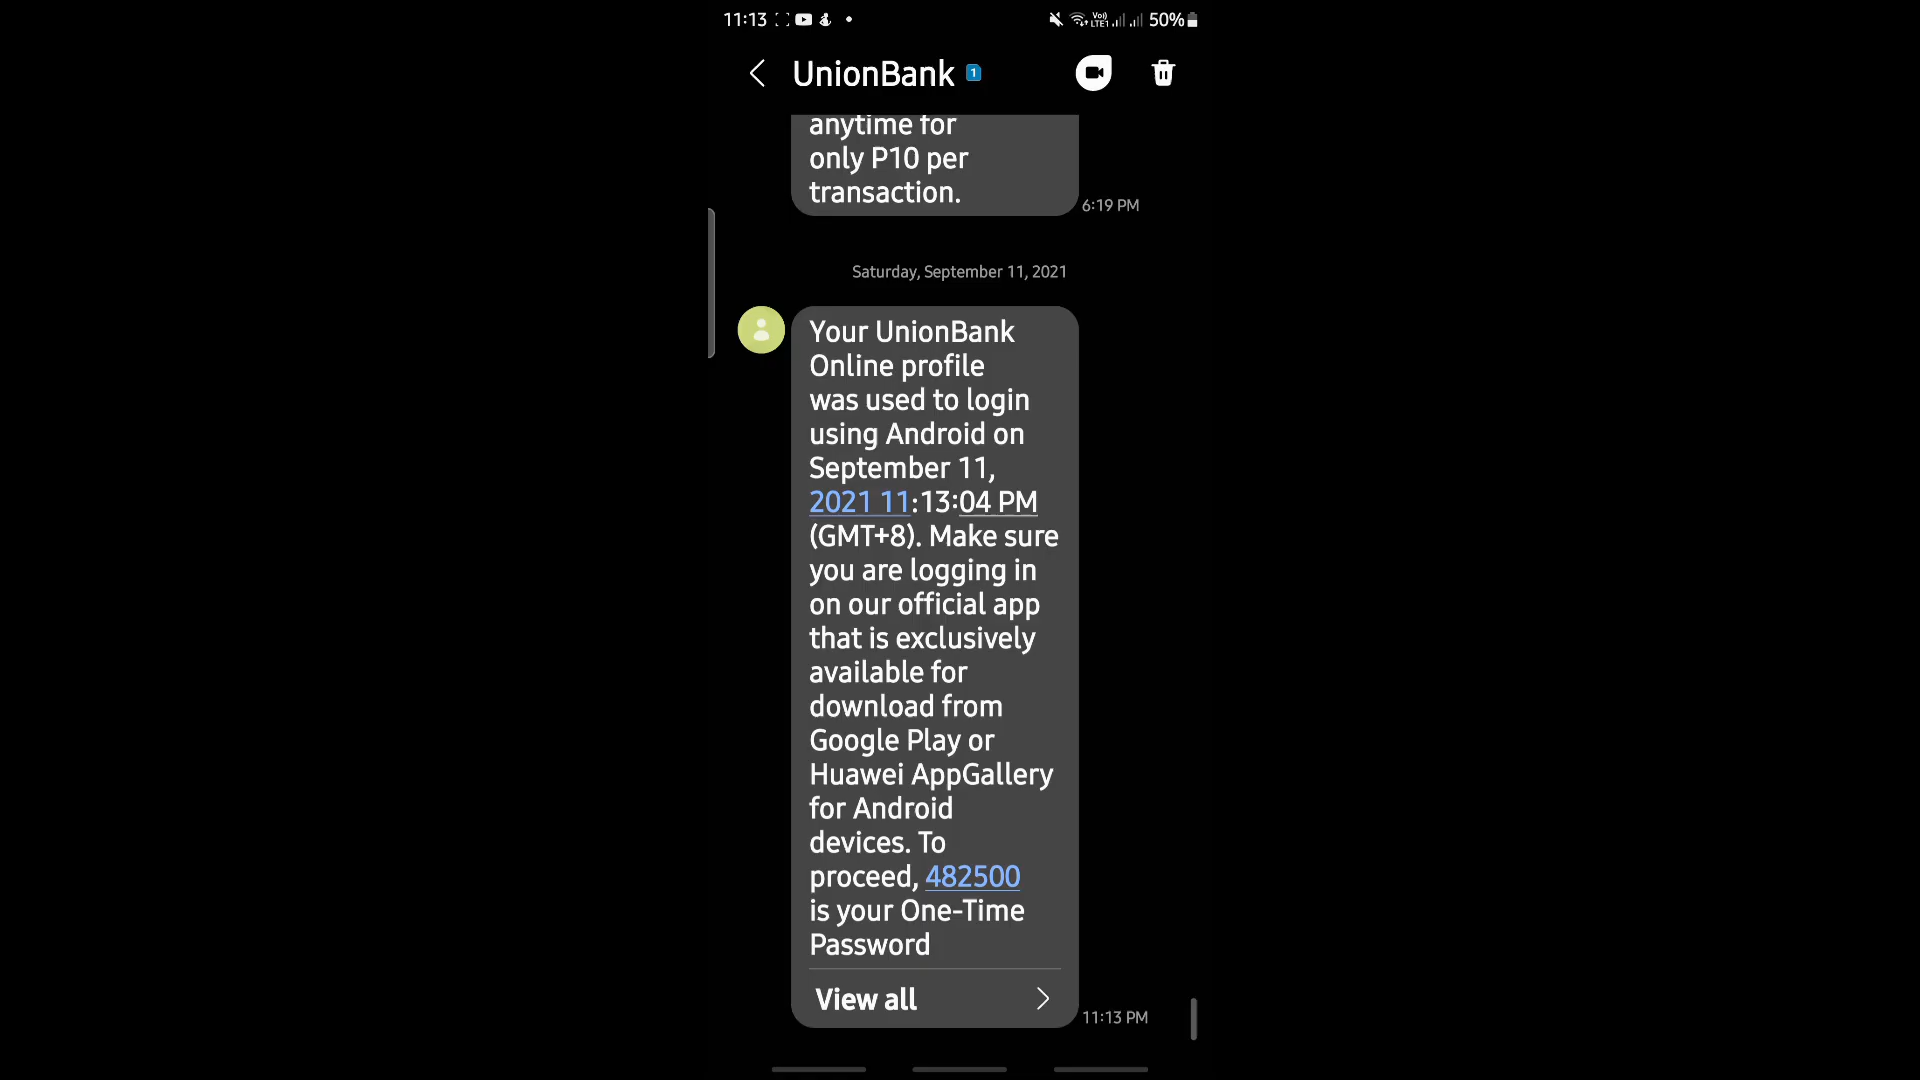 11:13 50%
UnionBank 1
anytime for
only P10 per
transaction.
6:19 PM
Saturday, September 11, 2021
Your UnionBank
Online profile
was used to login
using Android on
September 11,
2021 11:13:04 PM
(GMT+8). Make sure
you are logging in
on our official app
that is exclusively
available for
download from
Google Play or
Huawei AppGallery
for Android
devices. To
proceed, 482500
is your One-Time
Password
View all
11:13 PM